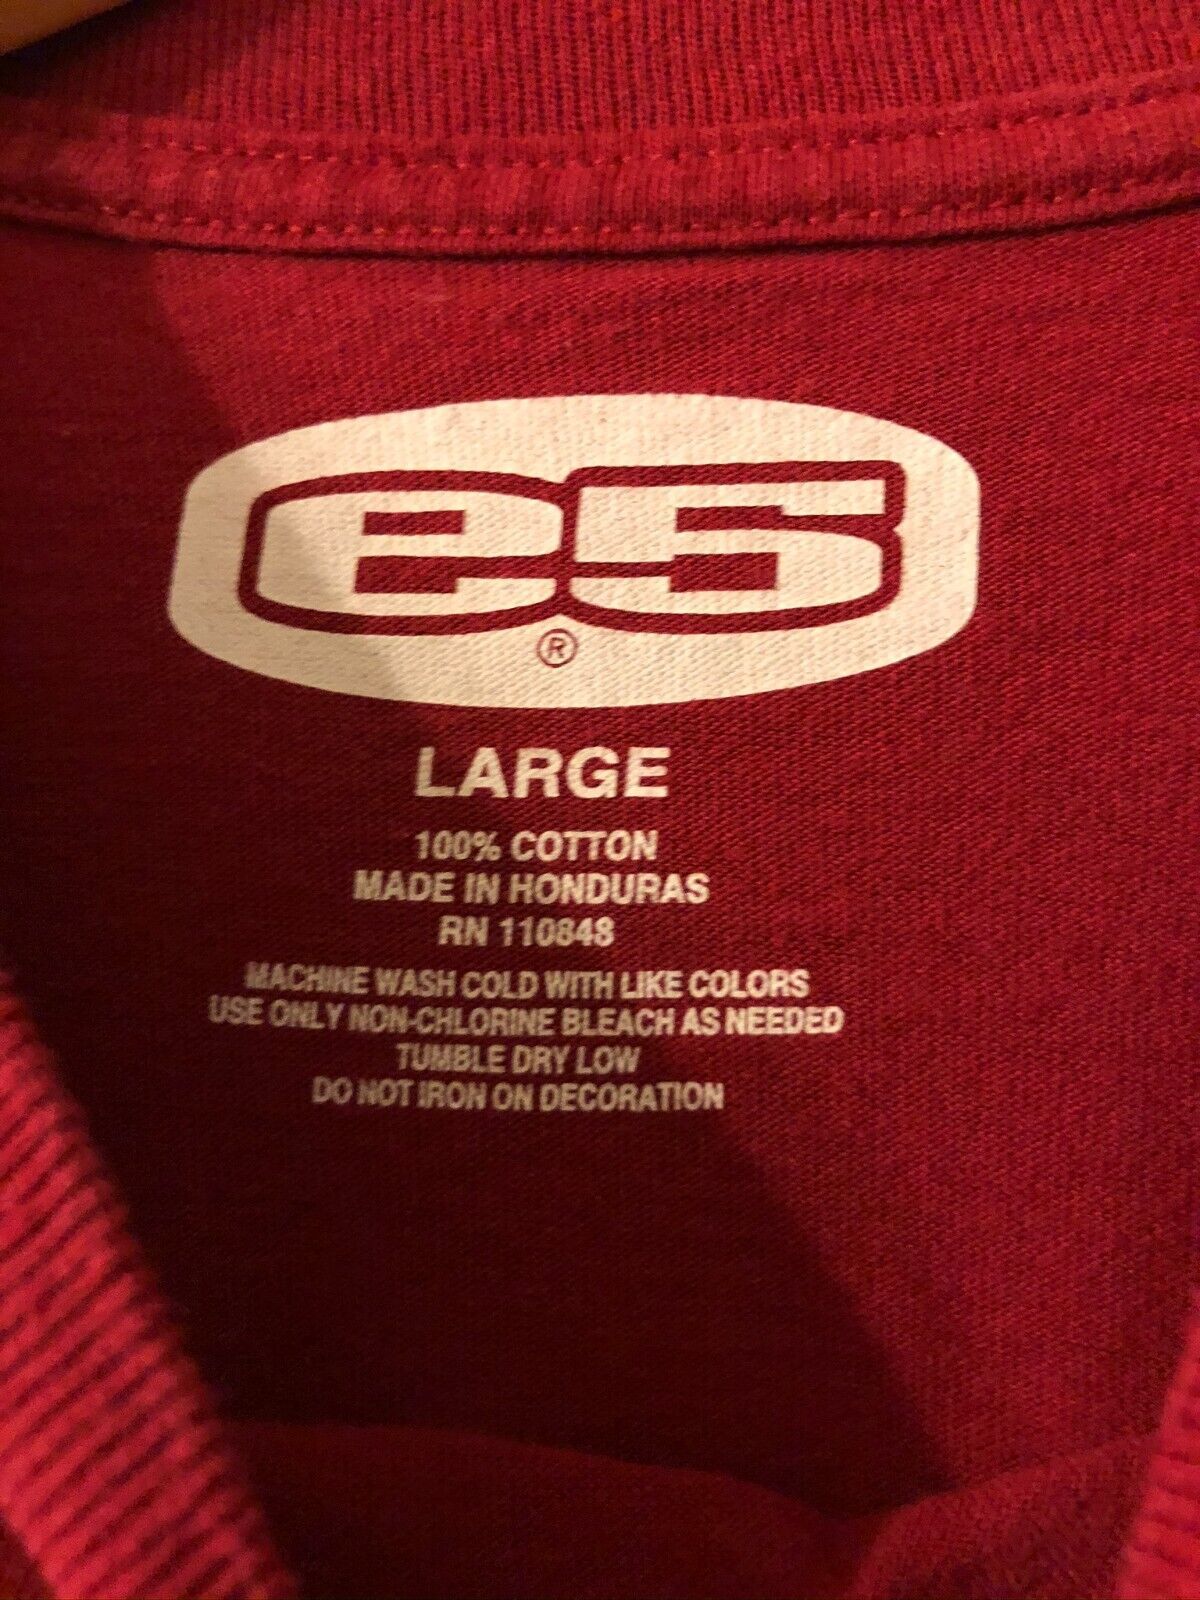 e5
®
LARGE
100% COTTON
MADE IN HONDURAS
RN 110848
MACHINE WASH COLD WITH LIKE COLORS
USE ONLY NON-CHLORINE BLEACH AS NEEDED
TUMBLE DRY LOW
DO NOT IRON ON DECORATION